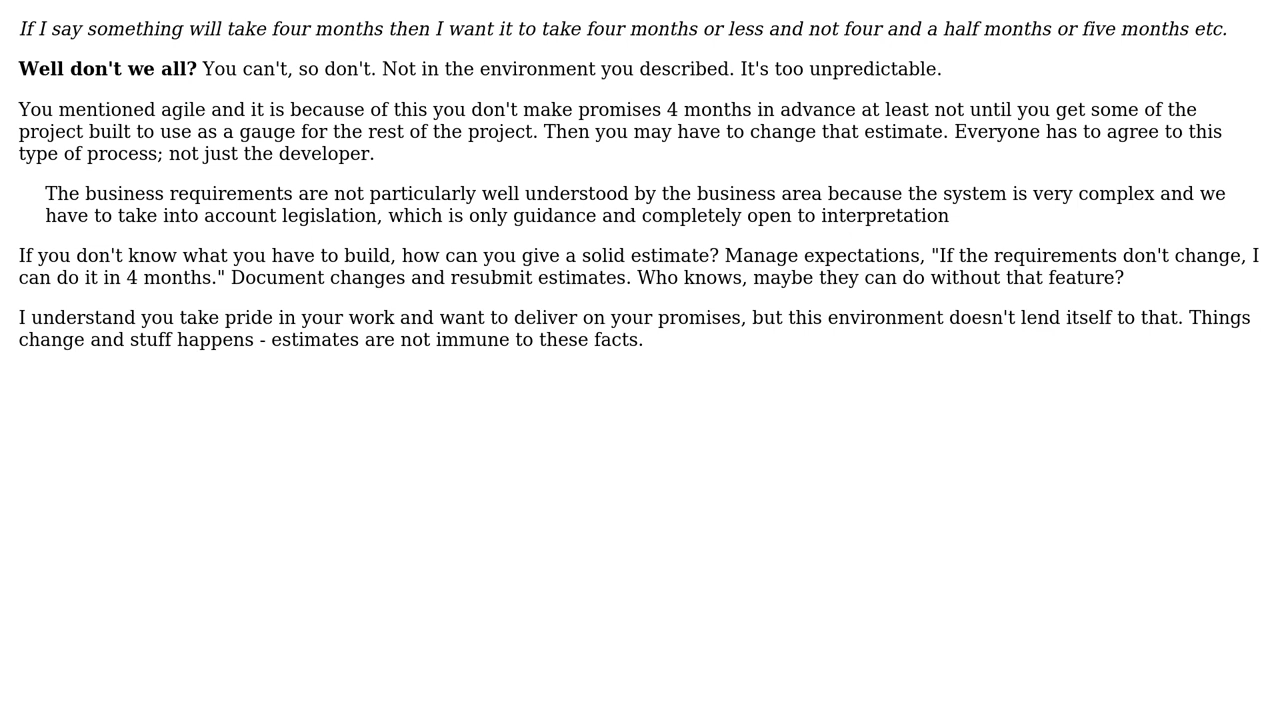 If I say something will take four months then I want it to take four months or less and not four and a half months or five months etc.
Well don't we all? You can't, so don't. Not in the environment you described. It's too unpredictable.
You mentioned agile and it is because of this you don't make promises 4 months in advance at least not until you get some of the
project built to use as a gauge for the rest of the project. Then you may have to change that estimate. Everyone has to agree to this
type of process; not just the developer.
The business requirements are not particularly well understood by the business area because the system is very complex and we
have to take into account legislation, which is only guidance and completely open to interpretation
If you don't know what you have to build, how can you give a solid estimate? Manage expectations, "If the requirements don't change, I
can do it in 4 months." Document changes and resubmit estimates. Who knows, maybe they can do without that feature?
I understand you take pride in your work and want to deliver on your promises, but this environment doesn't lend itself to that. Things
change and stuff happens - estimates are not immune to these facts.